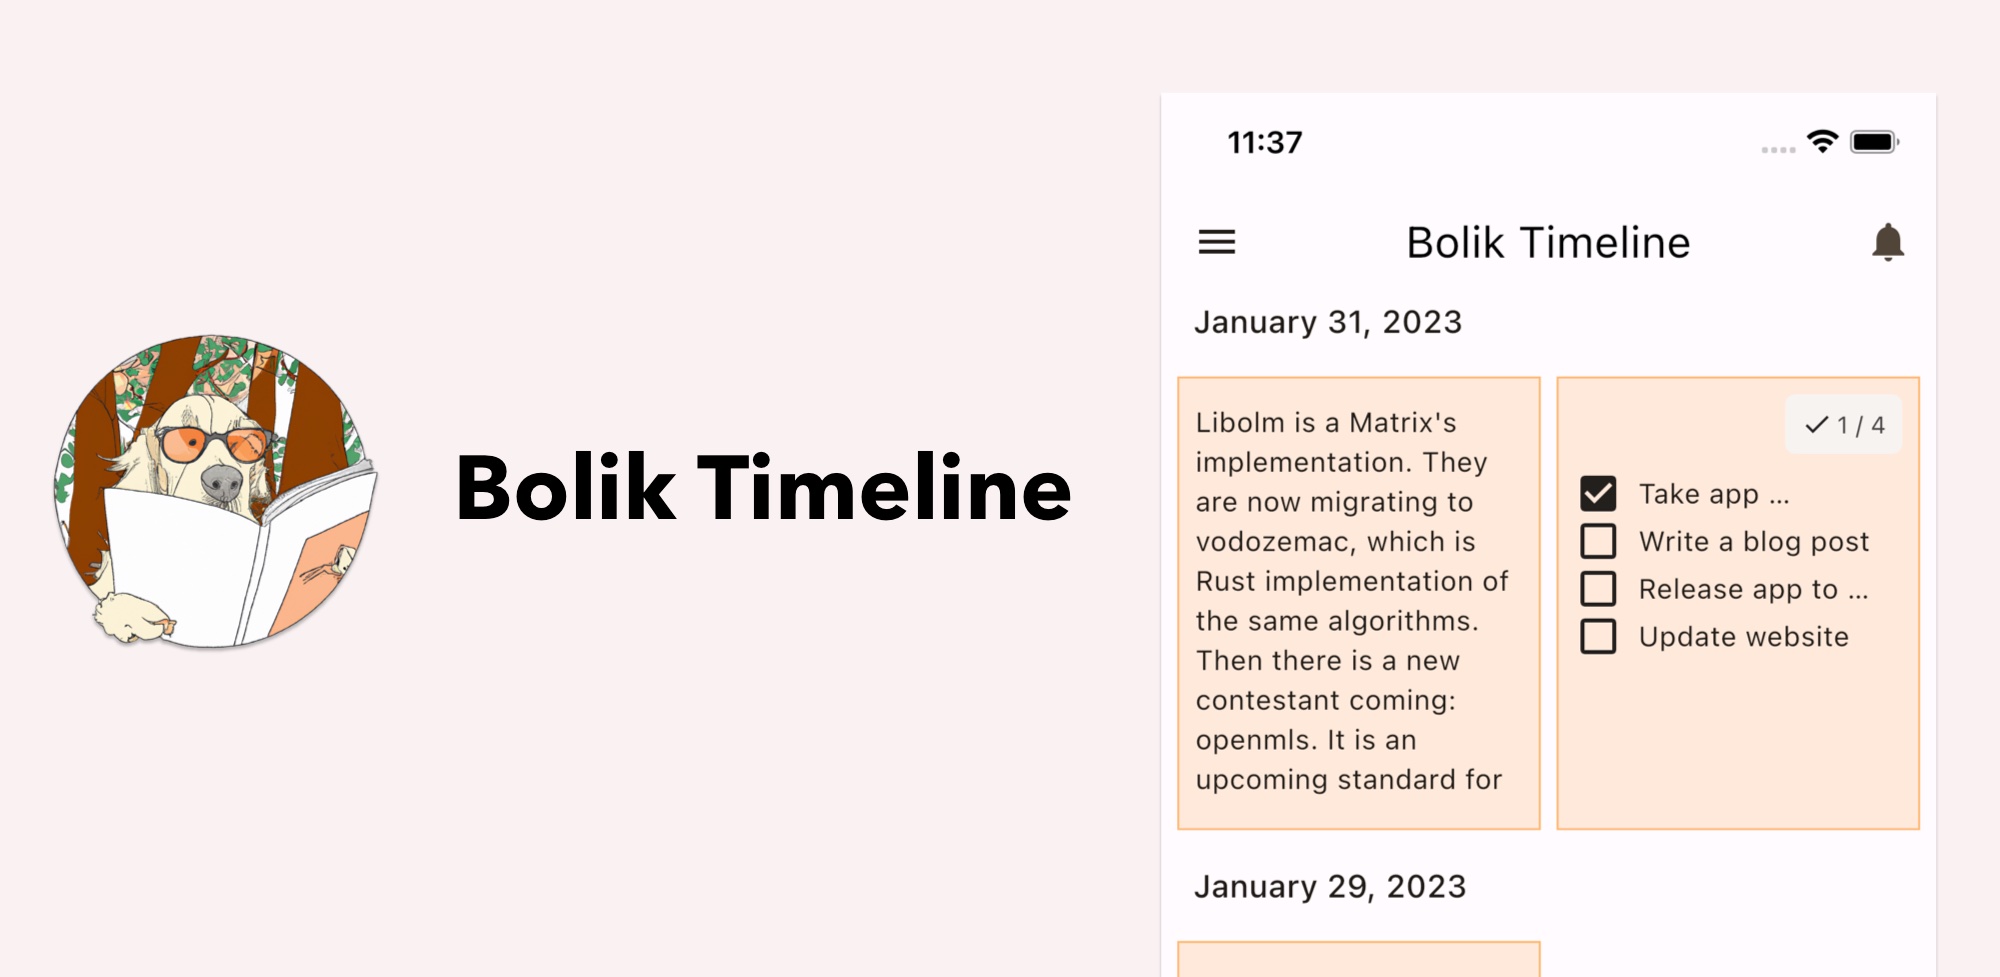 Bolik Timeline
11:37
Bolik Timeline
January 31, 2023
Libolm is a Matrix's
implementation. They
are now migrating to
vodozemac, which is
Rust implementation of
the same algorithms.
Then there is a new
contestant coming:
openmls. It is an
upcoming standard for
1 / 4
Take app ...
Write a blog post
Release app to ...
Update website
January 29, 2023